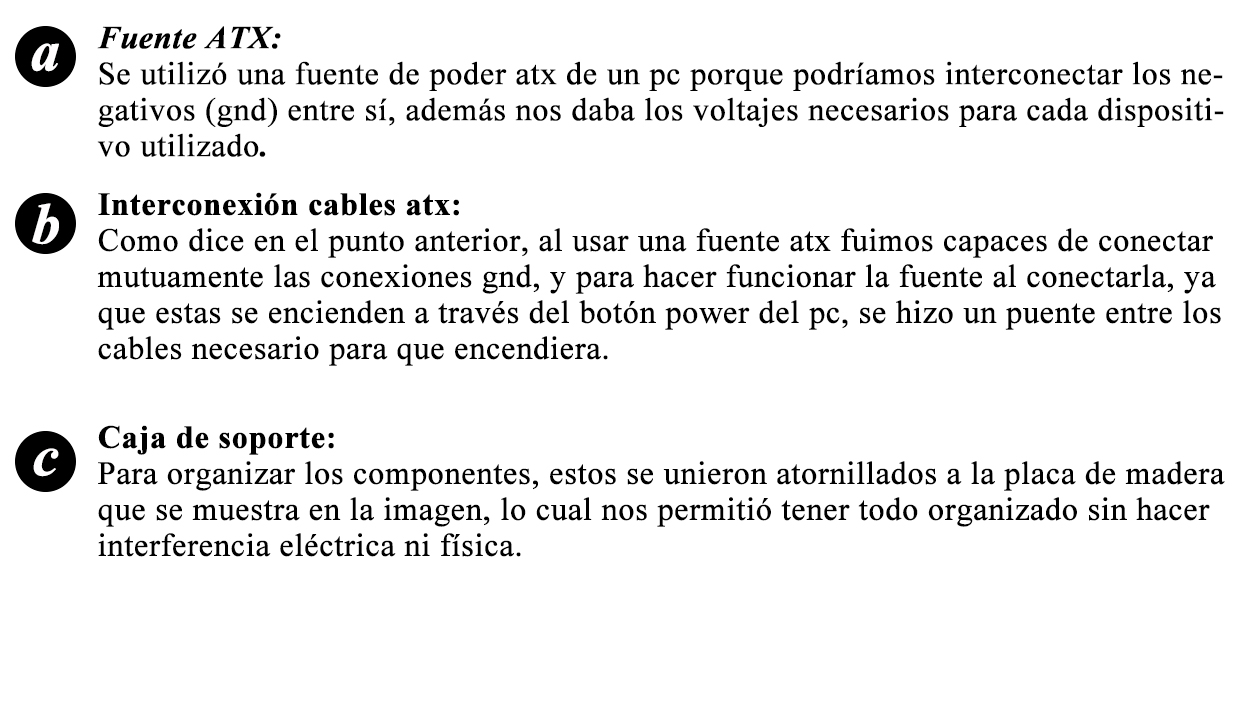 a
Fuente ATX:
Se utilizó una fuente de poder atx de un pc porque podríamos interconectar los ne-
gativos (gnd) entre sí, además nos daba los voltajes necesarios para cada dispositi-
vo utilizado.
b
Interconexión cables atx:
Como dice en el punto anterior, al usar una fuente atx fuimos capaces de conectar
mutuamente las conexiones gnd, y para hacer funcionar la fuente al conectarla, ya
que estas se encienden a través del botón power del pc, se hizo un puente entre los
cables necesario para que encendiera.
c
Caja de soporte:
Para organizar los componentes, estos se unieron atornillados a la placa de madera
que se muestra en la imagen, lo cual nos permitió tener todo organizado sin hacer
interferencia eléctrica ni física.